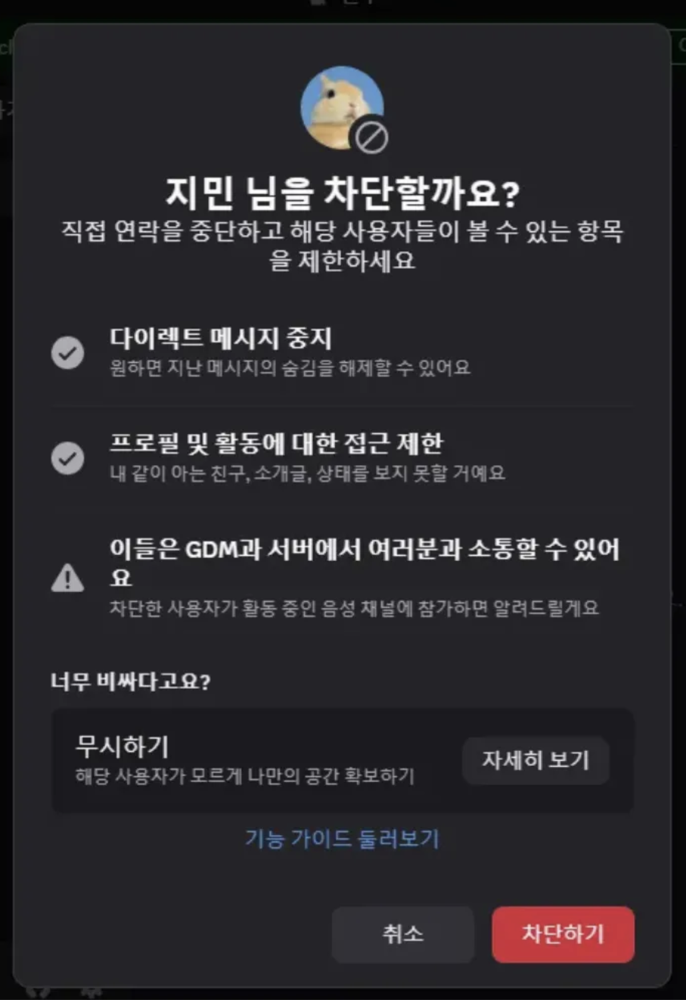 지민 님을 차단할까요?
직접 연락을 중단하고 해당 사용자들이 볼 수 있는 항목
을 제한하세요
다이렉트 메시지 중지
원하면 지난 메시지의 숨김을 해제할 수 있어요
프로필 및 활동에 대한 접근 제한
내 같이 아는 친구, 소개글, 상태를 보지 못할 거예요
이들은 GDM과 서버에서 여러분과 소통할 수 있어
요
차단한 사용자가 활동 중인 음성 채널에 참가하면 알려드릴게요
너무 비싸다고요?
무시하기
해당 사용자가 모르게 나만의 공간 확보하기
자세히 보기
기능 가이드 둘러보기
취소
차단하기